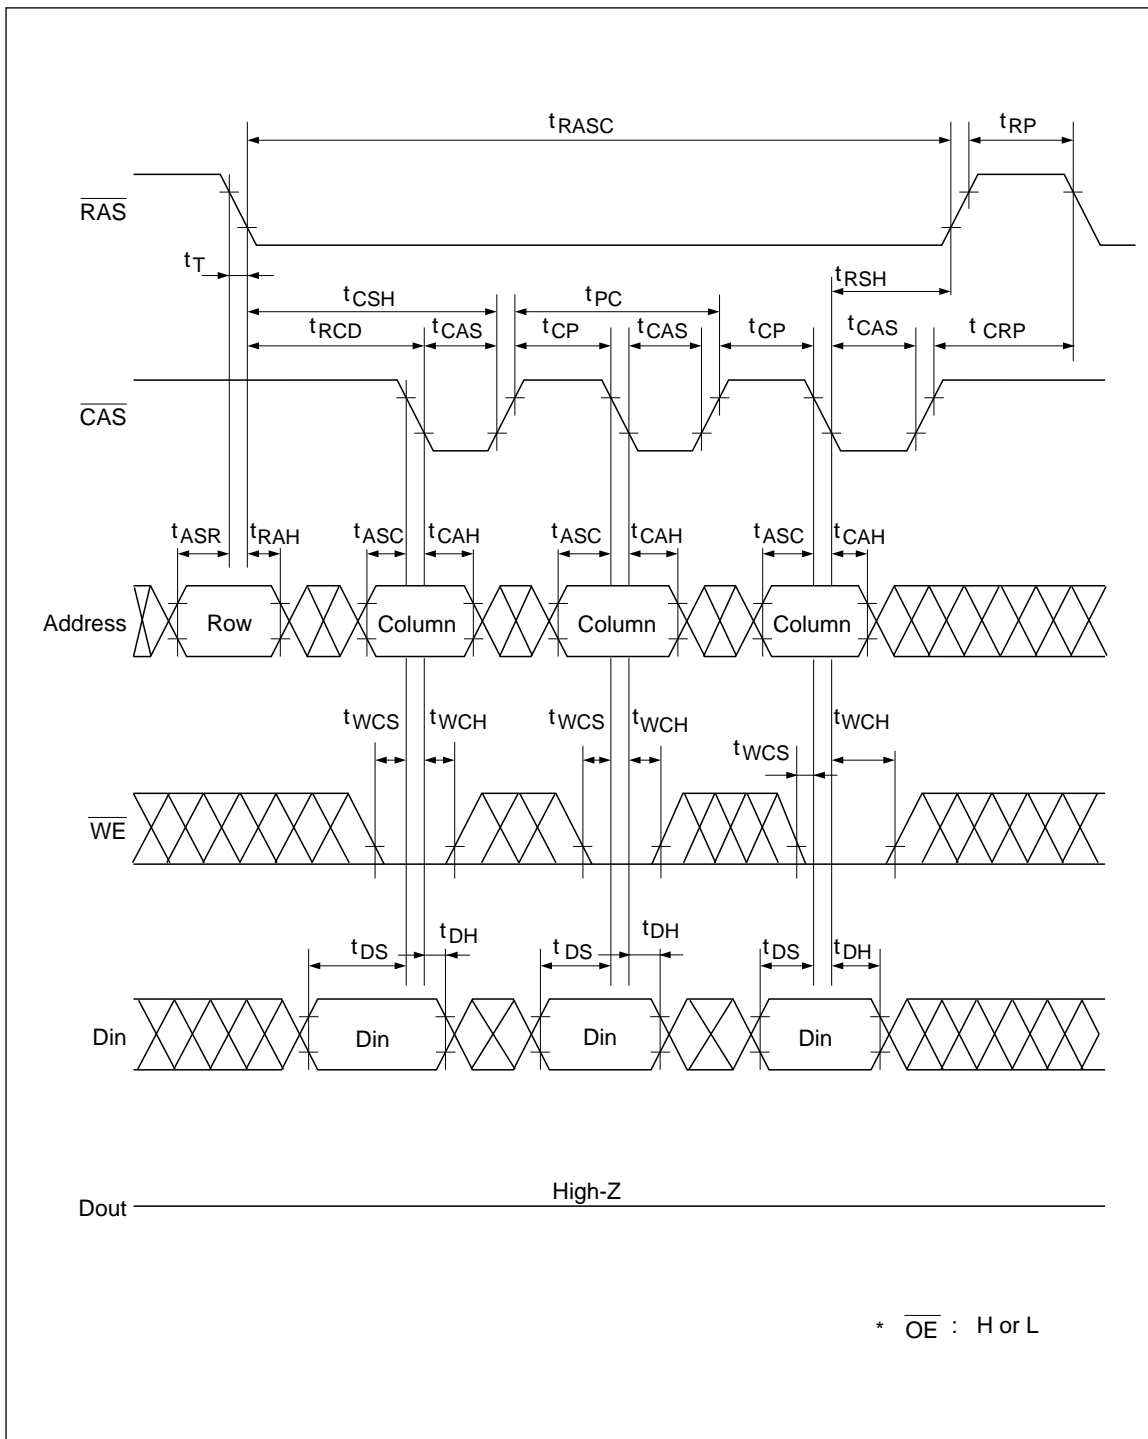 tRASC tRP
RAS
tT
tRSH
tCSH tPC
tRCD tCAS tCP tCAS tCP tCAS tCRP
CAS
tASR tRAH tASC tCAH tASC tCAH tASC tCAH
Address Row Column Column Column
tWCS tWCH tWCS tWCH tWCS tWCH
WE
tDS tDH tDS tDH tDS tDH
Din Din Din Din
High-Z
Dout
* OE : H or L